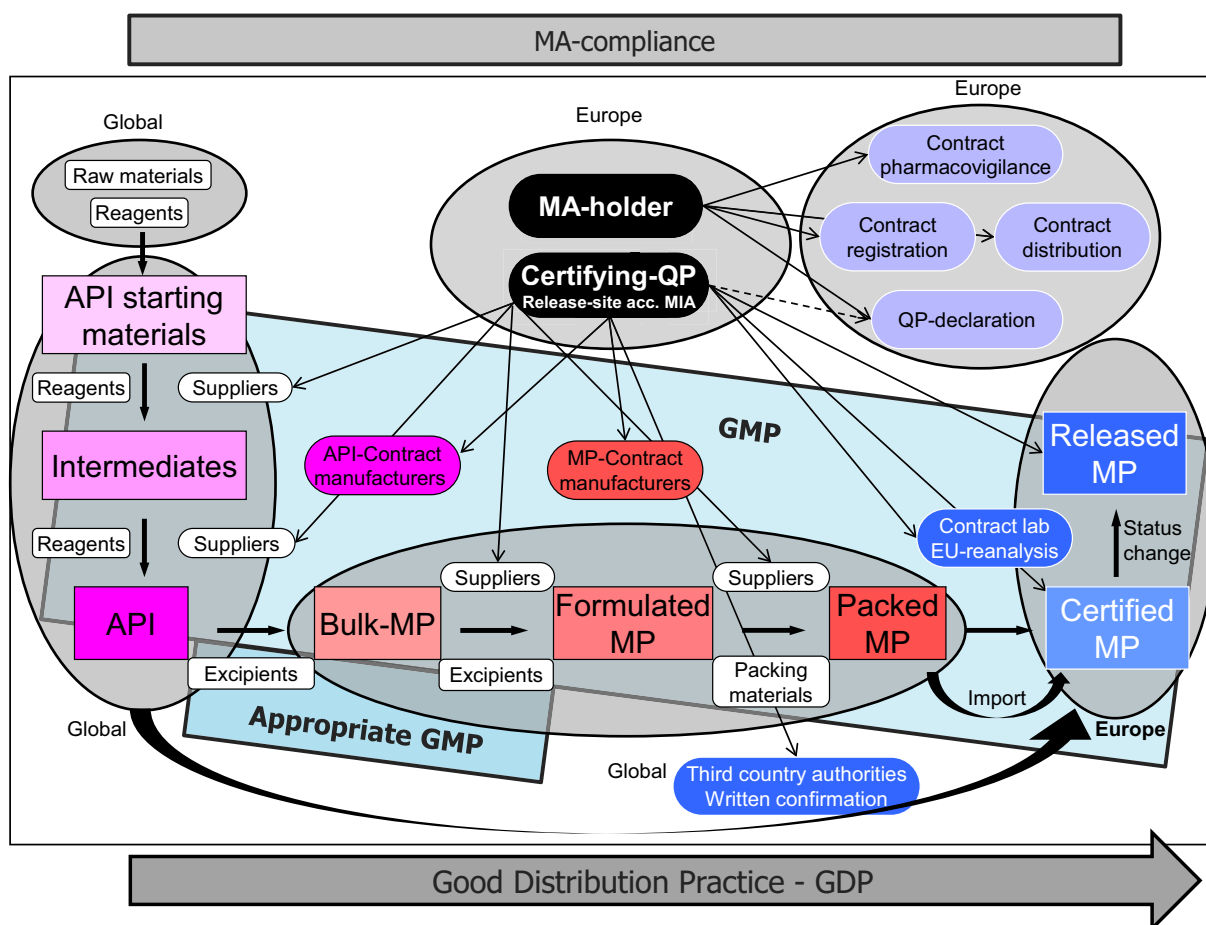 MA-compliance
Global
Raw materials
Reagents
Europe
MA-holder
Certifying-QP
Release-site acc. MIA
Europe
Contract
pharmacovigilance
Contract
registration
Contract
distribution
QP-declaration
API starting
materials
Reagents
Suppliers
Intermediates
API-Contract
manufacturers
MP-Contract
manufacturers
GMP
Released
MP
Reagents
Suppliers
Contract lab
EU-reanalysis
Status
change
API
Bulk-MP
Suppliers
Formulated
MP
Suppliers
Packed
MP
Certified
MP
Excipients
Excipients
Packing
materials
Import
Global
Appropriate GMP
Europe
Global
Third country authorities
Written confirmation
Good Distribution Practice - GDP